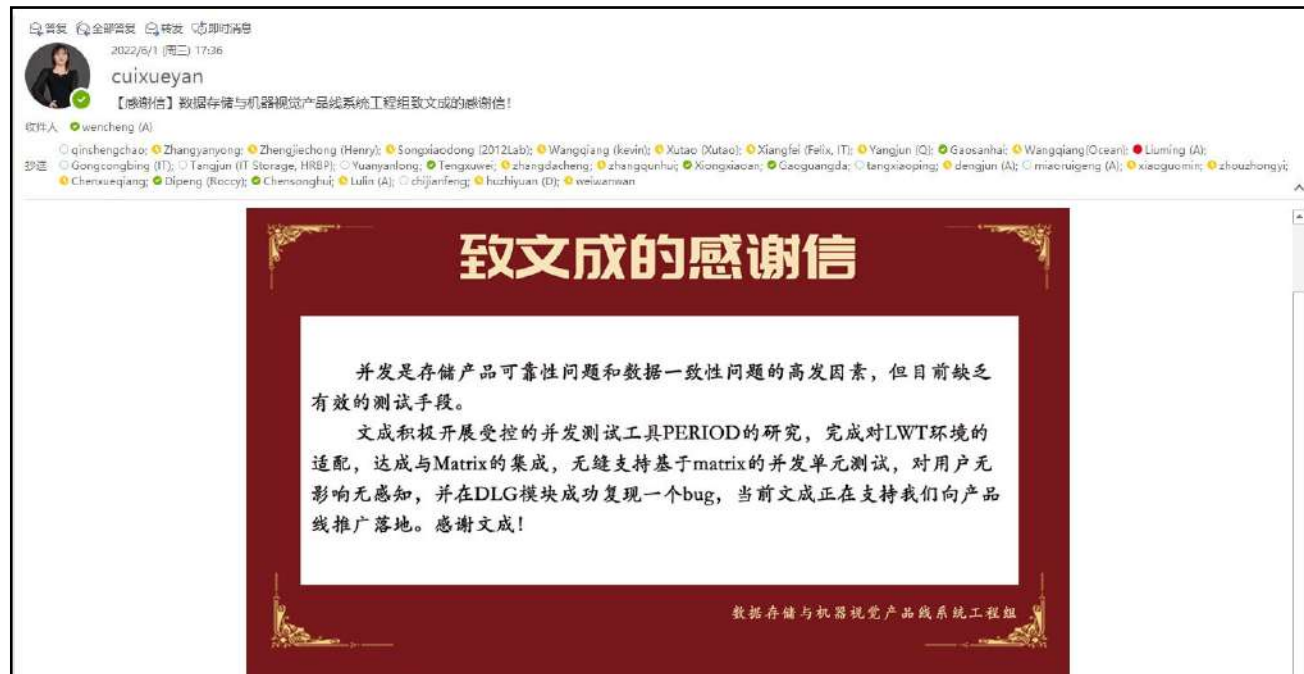 答复 全部答复 转发 即时消息
2022/6/1 (周三) 17:36
cuixueyan
【感谢信】数据存储与机器视觉产品线系统工程组致文成的感谢信!
收件人 wencheng (A)
qinshengchao; Zhangyanyong; Zhengjiechong (Henry); Songxiaodong (2012Lab); Wangqiang (kevin); Xutao (Xutao); Xiangfei (Felix, IT); Yangjun (Q); Gaosanhai; Wangqiang(Ocean); Liuming (A);
抄送 Gongcongbing (IT); Tangjun (IT Storage, HRBP); Yuanyanlong; Tengxuwei; zhangdacheng; zhangqunhui; Xiongxiaoan; Gaoguangda; tangxiaoping; dengjun (A); miaoruigeng (A); xiaoguomin; zhouzhongyi;
Chenxueqiang; Dipeng (Roccy); Chensonghui; Lulin (A); chijianfeng; huzhiyuan (D); weiwanwan
致文成的感谢信
并发是存储产品可靠性问题和数据一致性问题的高发因素，但目前缺乏
有效的测试手段。
文成积极开展受控的并发测试工具PERIOD的研究，完成对LWT环境的
适配，达成与Matrix的集成，无缝支持基于matrix的并发单元测试，对用户无
影响无感知，并在DLG模块成功复现一个bug，当前文成正在支持我们向产品
线推广落地。感谢文成！
数据存储与机器视觉产品线系统工程组